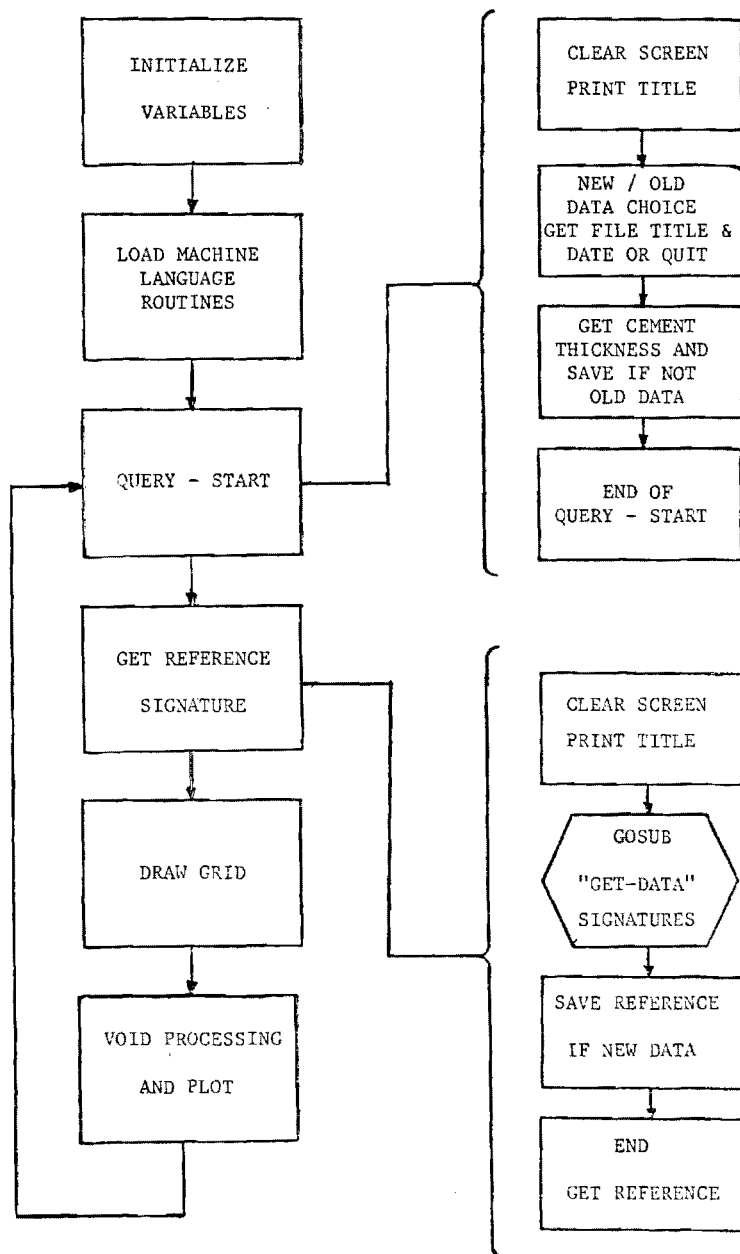 INITIALIZE
VARIABLES
LOAD MACHINE
LANGUAGE
ROUTINES
QUERY - START
GET REFERENCE
SIGNATURE
DRAW GRID
VOID PROCESSING
AND PLOT
CLEAR SCREEN
PRINT TITLE
NEW / OLD
DATA CHOICE
GET FILE TITLE &
DATE OR QUIT
GET CEMENT
THICKNESS AND
SAVE IF NOT
OLD DATA
END OF
QUERY - START
CLEAR SCREEN
PRINT TITLE
GOSUB
"GET-DATA"
SIGNATURES
SAVE REFERENCE
IF NEW DATA
END
GET REFERENCE